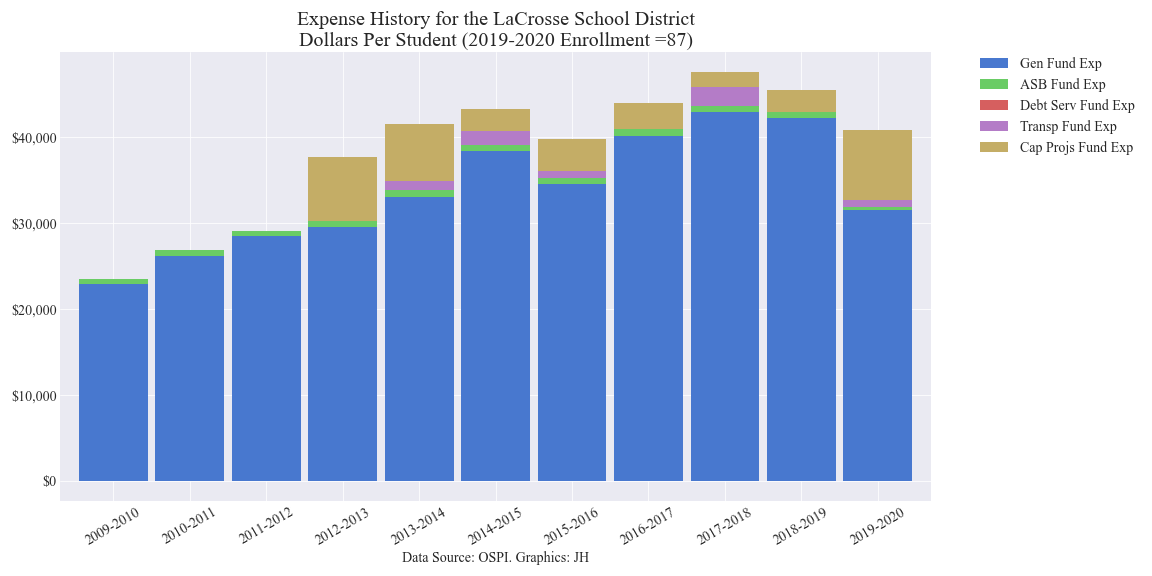 Expense History for the LaCrosse School District
Dollars Per Student (2019-2020 Enrollment =87)
Gen Fund Exp
ASB Fund Exp
Debt Serv Fund Exp
Transp Fund Exp
Cap Projs Fund Exp
$40,000
$30,000
$20,000
$10,000
$0
2009-2010
2010-2011
2011-2012
2012-2013
2013-2014
2014-2015
2015-2016
2016-2017
2017-2018
2018-2019
2019-2020
Data Source: OSPI. Graphics: JH